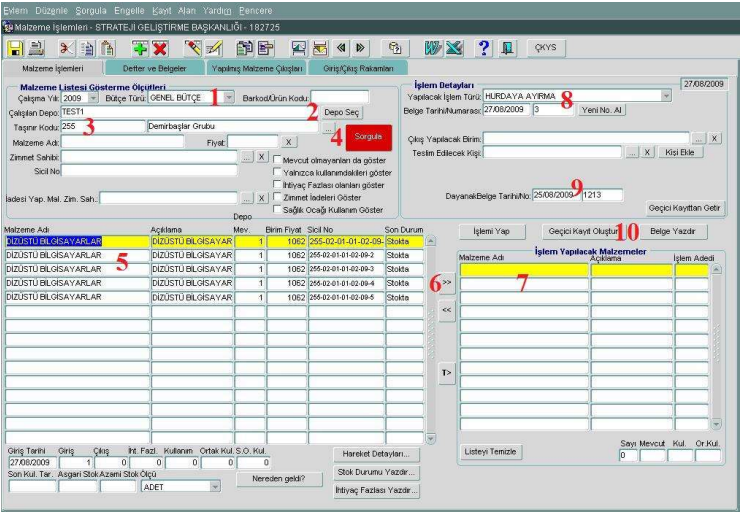 Eylem Düzenle Sorgula Engelle Kayıt Alan Yardım Pencere
Malzeme İşlemleri - STRATEJİ GELİŞTİRME BAŞKANLIĞI - 182725
ÇKYS
Malzeme İşlemleri Defter ve Belgeler Yapılmış Malzeme Çıkışları Giriş/Çıkış Rakamları
Malzeme Listesi Gösterme Ölçütleri
Çalışma Yılı: 2009 Bütçe Türü: GENEL BÜTÇE 1 Barkod/Ürün Kodu:
Çalışılan Depo: TEST1 2 Depo Seç
Taşınır Kodu: 255 3 Demirbaşlar Grubu ...
Malzeme Adı: Fiyat: X 4 Sorgula
Zimmet Sahibi: ... X
Sicil No
Mevcut olmayanları da göster
Yalnızca kullanımdakileri göster
İhtiyaç Fazlası olanları göster
İadesi Yap. Mal. Zim. Sah.: ... X Zimmet İadeleri Göster
Sağlık Ocağı Kullanım Göster
İşlem Detayları 27/08/2009
Yapılacak İşlem Türü: HURDAYA AYIRMA 8
Belge Tarihi/Numarası: 27/08/2009 3 Yeni No. Al
Çıkış Yapılacak Birim: ... X
Teslim Edilecek Kişi: ... X Kişi Ekle
9
DayanakBelge Tarihi/No: 25/08/2009 1213
Geçici Kayıttan Getir
İşlemi Yap Geçici Kayıt Oluştur 10 Belge Yazdır
Depo
Malzeme Adı Açıklama Mev. Birim Fiyat Sicil No Son Durum
DİZÜSTÜ BİLGİSAYARLAR DİZÜSTÜ BİLGİSAYAR 1 1062 255-02-01-01-02-09- Stokta
DİZÜSTÜ BİLGİSAYARLAR DİZÜSTÜ BİLGİSAYAR 1 1062 255-02-01-01-02-09-2 Stokta
DİZÜSTÜ BİLGİSAYARLAR DİZÜSTÜ BİLGİSAYAR 1 1062 255-02-01-01-02-09-3 Stokta
DİZÜSTÜ BİLGİSAYARLAR DİZÜSTÜ BİLGİSAYAR 1 1062 255-02-01-01-02-09-4 Stokta
DİZÜSTÜ BİLGİSAYARLAR DİZÜSTÜ BİLGİSAYAR 1 1062 255-02-01-01-02-09-5 Stokta
5
6 >>
<<
T>
İşlem Yapılacak Malzemeler
Malzeme Adı Açıklama İşlem Adedi
7
Giriş Tarihi Giriş Çıkış İht. Fazl. Kullanım Ortak Kul. S.O. Kul.
27/08/2009 1 0 0 0 0 0
Son Kul. Tar. Asgari Stok Azami Stok Ölçü
ADET
Nereden geldi?
Hareket Detayları...
Stok Durumu Yazdır...
İhtiyaç Fazlası Yazdır...
Listeyi Temizle
Sayı Mevcut Kul. Or.Kul.
0